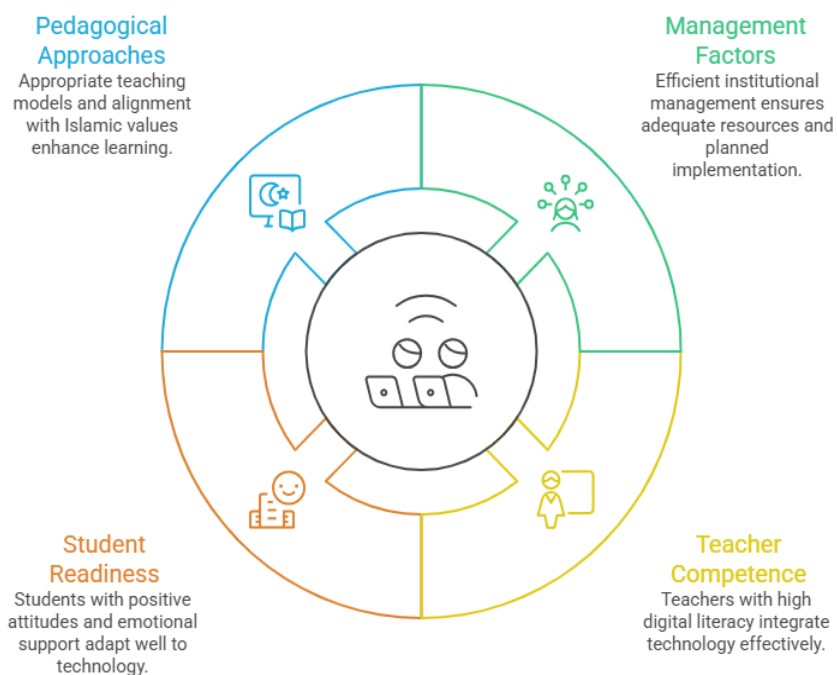 Pedagogical
Approaches
Appropriate teaching
models and alignment
with Islamic values
enhance learning.
Management
Factors
Efficient institutional
management ensures
adequate resources and
planned
implementation.
Student
Readiness
Students with positive
attitudes and emotional
support adapt well to
technology.
Teacher
Competence
Teachers with high
digital literacy integrate
technology effectively.